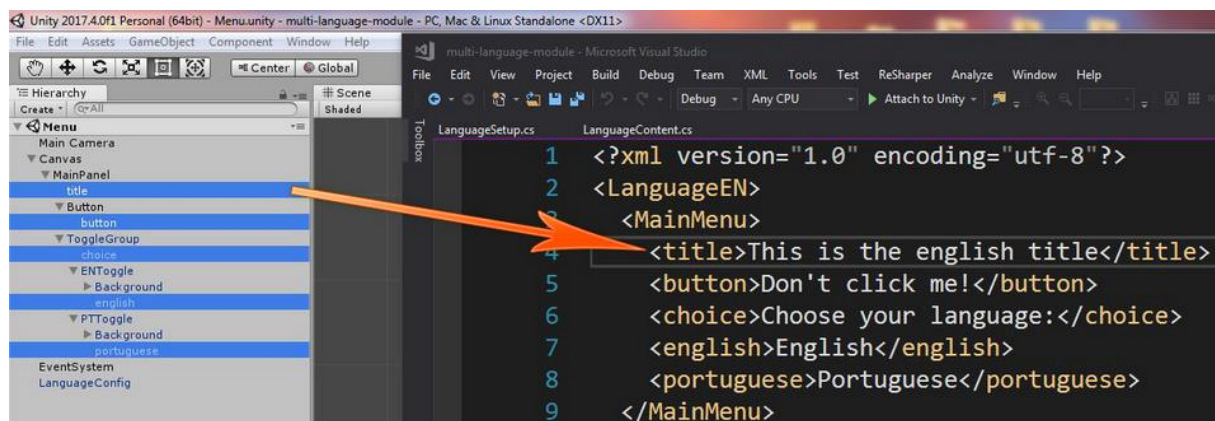 Unity 2017.4.0f1 Personal (64bit) - Menu.unity - multi-language-module - PC, Mac & Linux Standalone <DX11>
File Edit Assets GameObject Component Window Help
Center Global
Hierarchy
Create All
Menu
Main Camera
Canvas
MainPanel
title
Button
button
ToggleGroup
choice
ENToggle
Background
english
PTToggle
Background
portuguese
EventSystem
LanguageConfig
Scene
Shaded
multi-language-module - Microsoft Visual Studio
File Edit View Project Build Debug Team XML Tools Test ReSharper Analyze Window Help
Debug Any CPU Attach to Unity
Toolbox
LanguageSetup.cs LanguageContent.cs
1 <?xml version="1.0" encoding="utf-8"?>
2 <LanguageEN>
3 <MainMenu>
4 <title>This is the english title</title>
5 <button>Don't click me!</button>
6 <choice>Choose your language:</choice>
7 <english>English</english>
8 <portuguese>Portuguese</portuguese>
9 </MainMenu>